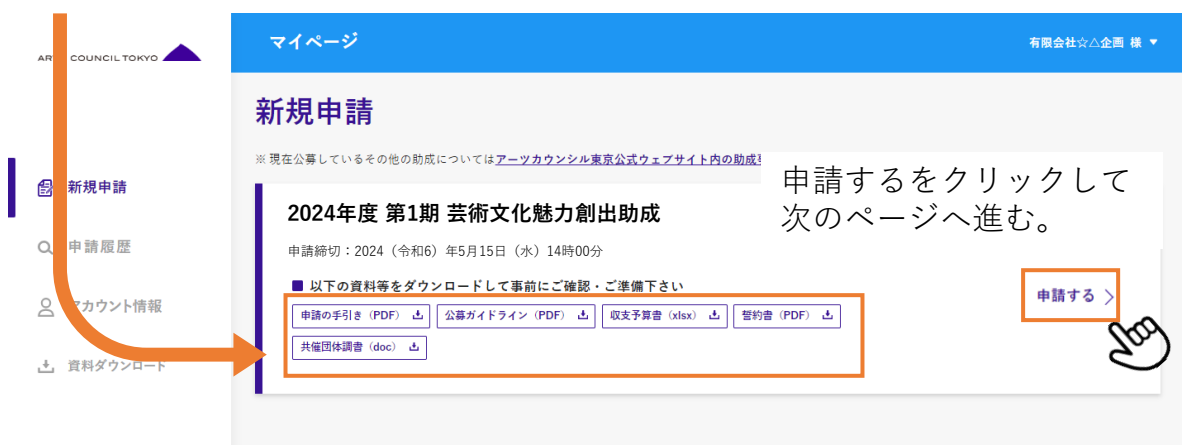 COUNCIL TOKYO
マイページ
有限会社☆△企画 様 ▼
新規申請
※現在公募しているその他の助成についてはアーツカウンシル東京公式ウェブサイト内の助成
申請するをクリックして
次のページへ進む。
新規申請
申請履歴
アカウント情報
資料ダウンロード
2024年度 第1期 芸術文化魅力創出助成
申請締切：2024（令和6）年5月15日（水）14時00分
■ 以下の資料等をダウンロードして事前にご確認・ご準備下さい
申請の手引き（PDF） 公募ガイドライン（PDF） 収支予算書（xlsx） 誓約書（PDF）
共催団体調書（doc）
申請する ＞